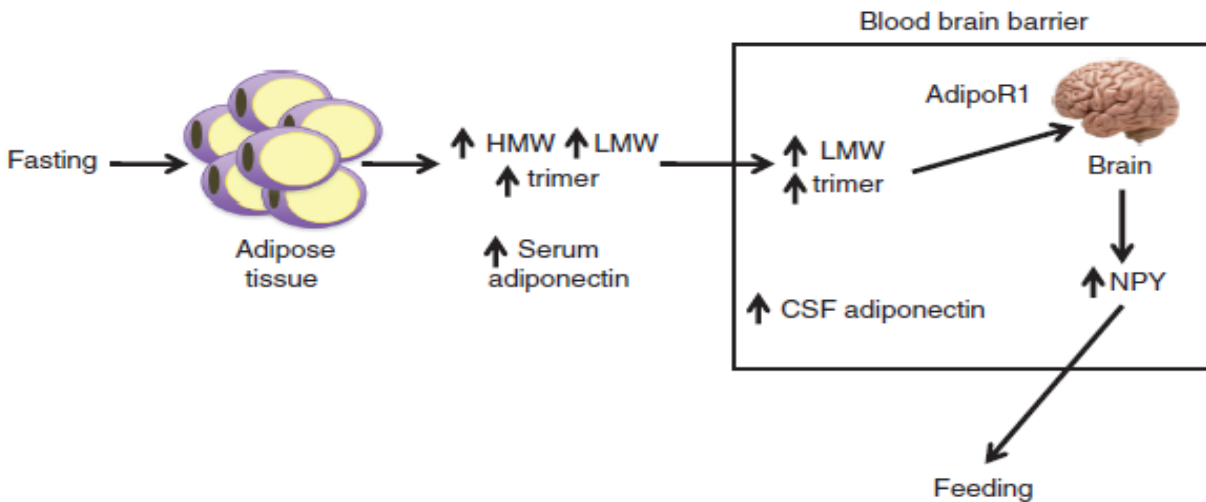 Blood brain barrier
AdipoR1
Fasting
↑ HMW ↑ LMW
↑ trimer
↑ LMW
↑ trimer
Brain
Adipose
tissue
↑ Serum
adiponectin
↑ NPY
↑ CSF adiponectin
Feeding